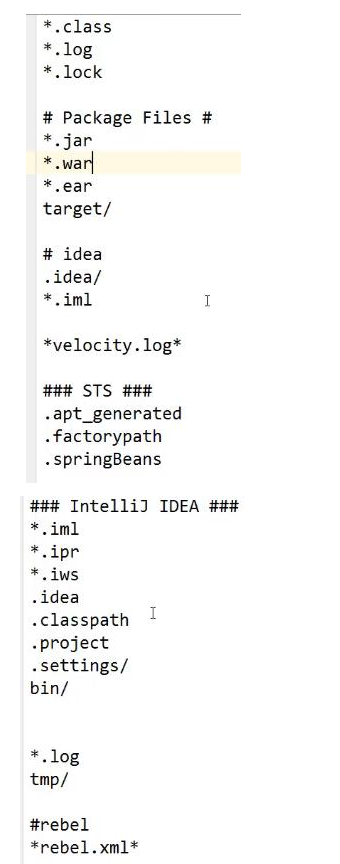 *.class
*.log
*.lock
# Package Files #
*.jar
*.war
*.ear
target/
# idea
.idea/
*.iml
*velocity.log*
### STS ###
.apt_generated
.factorypath
.springBeans
### IntelliJ IDEA ###
*.iml
*.ipr
*.iws
.idea
.classpath
.project
.settings/
bin/
*.log
tmp/
#rebel
*rebel.xml*